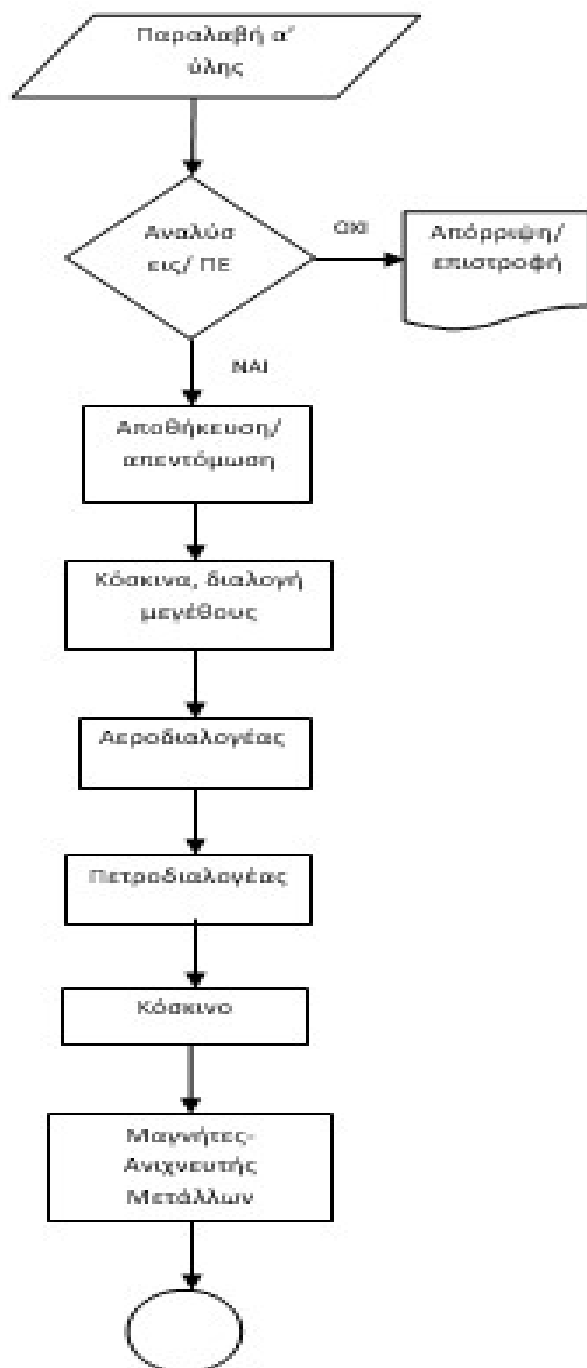 Παραλαβή α'
ύλης
Αναλύσ
εις/ ΠΕ
ΟΧΙ
Απόρριψη/
επιστροφή
ΝΑΙ
Αποθήκευση/
απεντόμωση
Κόσκινα, διαλογή
μεγέθους
Αεροδιαλογέας
Πετροδιαλογέας
Κόσκινο
Μαγνήτες-
Ανιχνευτής
Μετάλλων